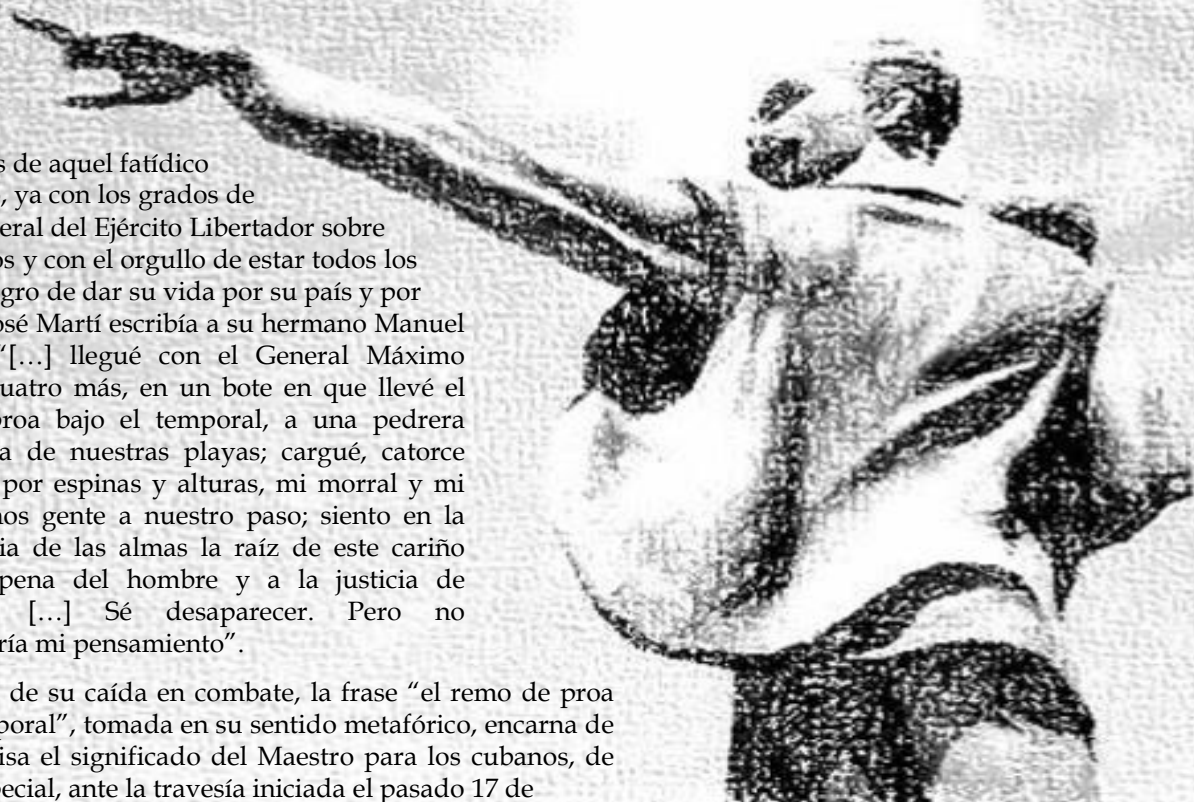 s de aquel fatídico
, ya con los grados de
eral del Ejército Libertador sobre
os y con el orgullo de estar todos los
gro de dar su vida por su país y por
osé Martí escribía a su hermano Manuel
“[…] llegué con el General Máximo
uatro más, en un bote en que llevé el
proa bajo el temporal, a una pedrera
a de nuestras playas; cargué, catorce
por espinas y alturas, mi morral y mi
nos gente a nuestro paso; siento en la
ia de las almas la raíz de este cariño
pena del hombre y a la justicia de
[…] Sé desaparecer. Pero no
ría mi pensamiento”.
de su caída en combate, la frase “el remo de proa
poral”, tomada en su sentido metafórico, encarna de
isa el significado del Maestro para los cubanos, de
pecial, ante la travesía iniciada el pasado 17 de